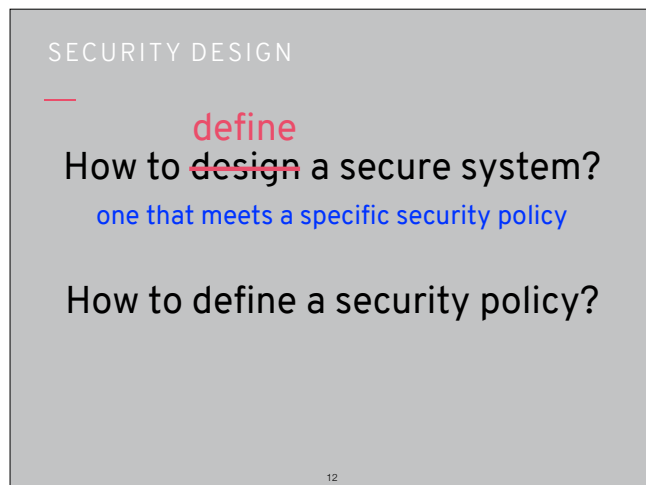 SECURITY DESIGN
define
How to design a secure system?
one that meets a specific security policy
How to define a security policy?
12